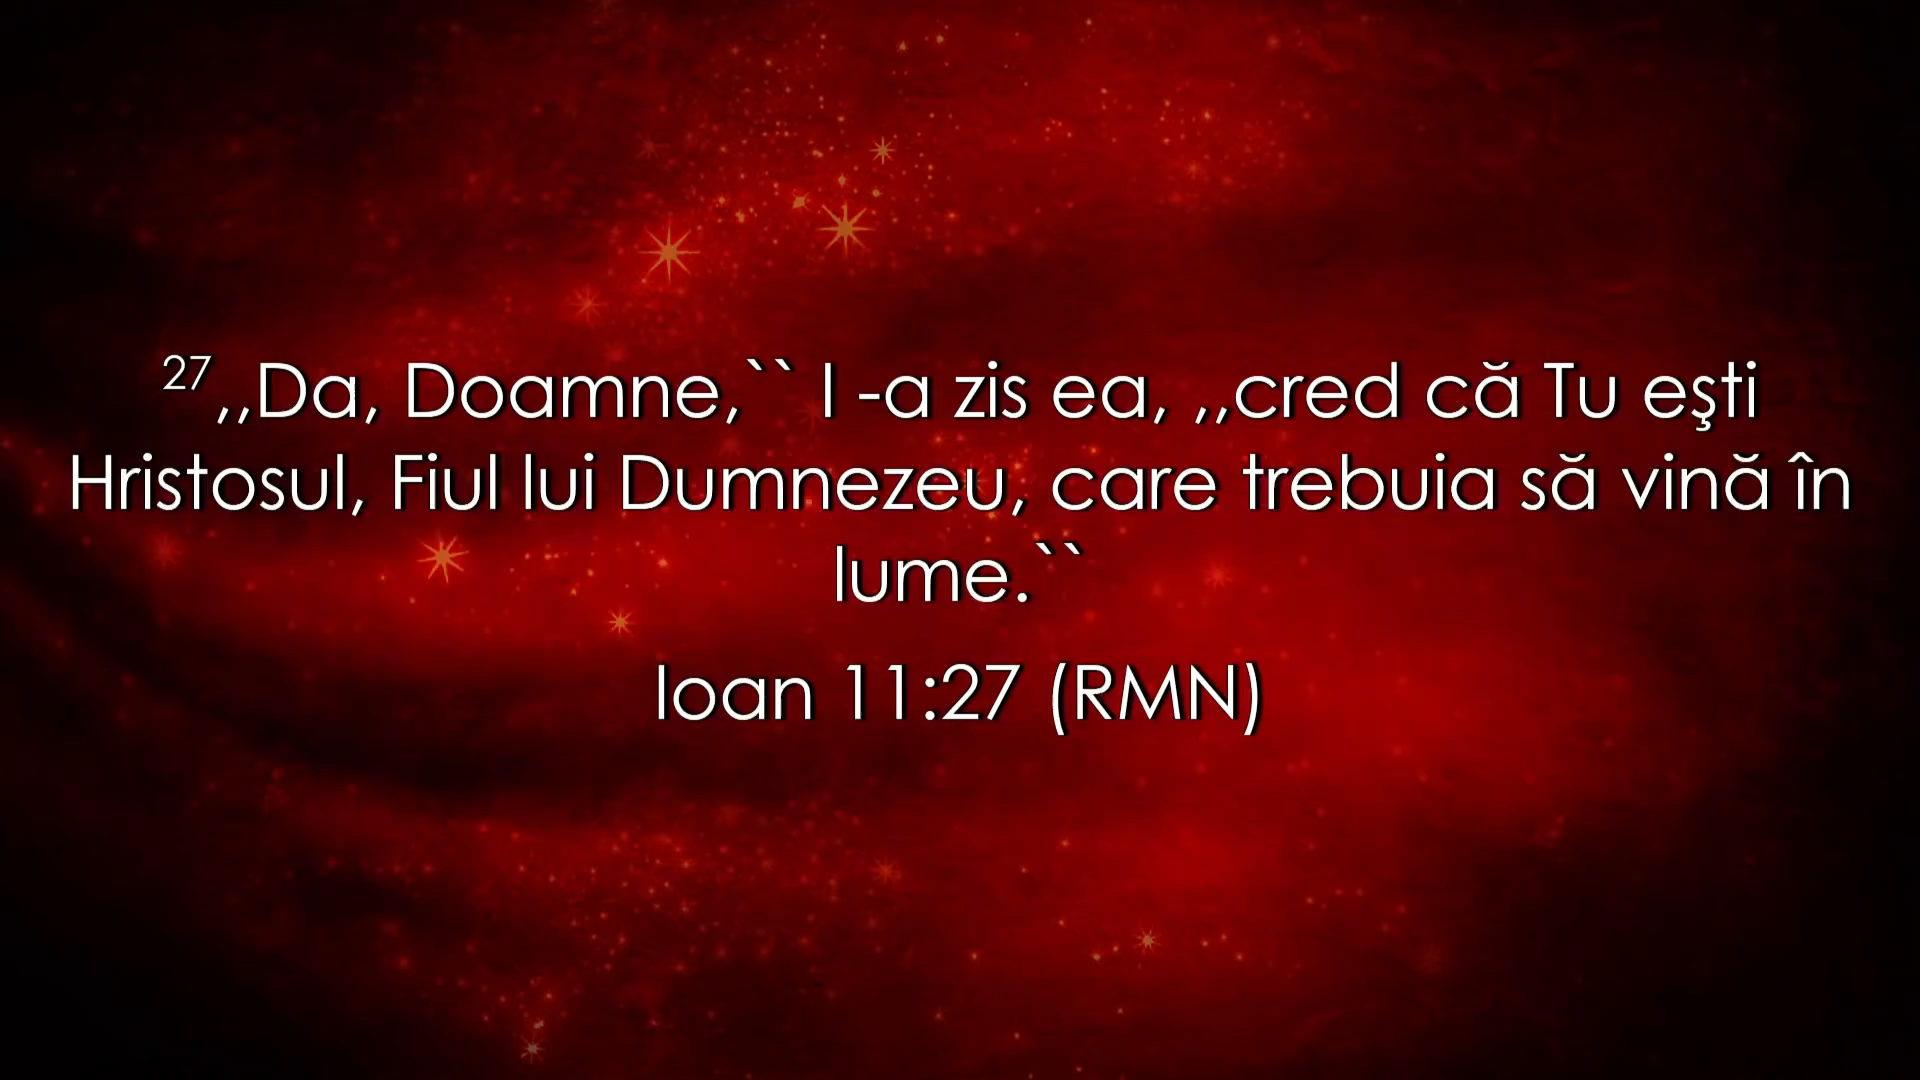 27,,Da, Doamne,`` I -a zis ea, ,,cred că Tu eşti
Hristosul, Fiul lui Dumnezeu, care trebuia să vină în
lume.``
Ioan 11:27 (RMN)